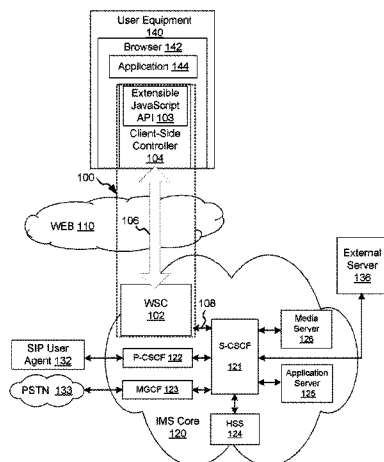 User Equipment
140
Browser 142
Application 144
Extensible
JavaScript
API 103
Client-Side
Controller
104
100
106
WEB 110
External
Server
136
WSC
102
108
S-CSCF
121
Media
Server
126
SIP User
Agent 132
P-CSCF 122
PSTN 133
MGCF 123
Application
Server
125
IMS Core
120
HSS
124